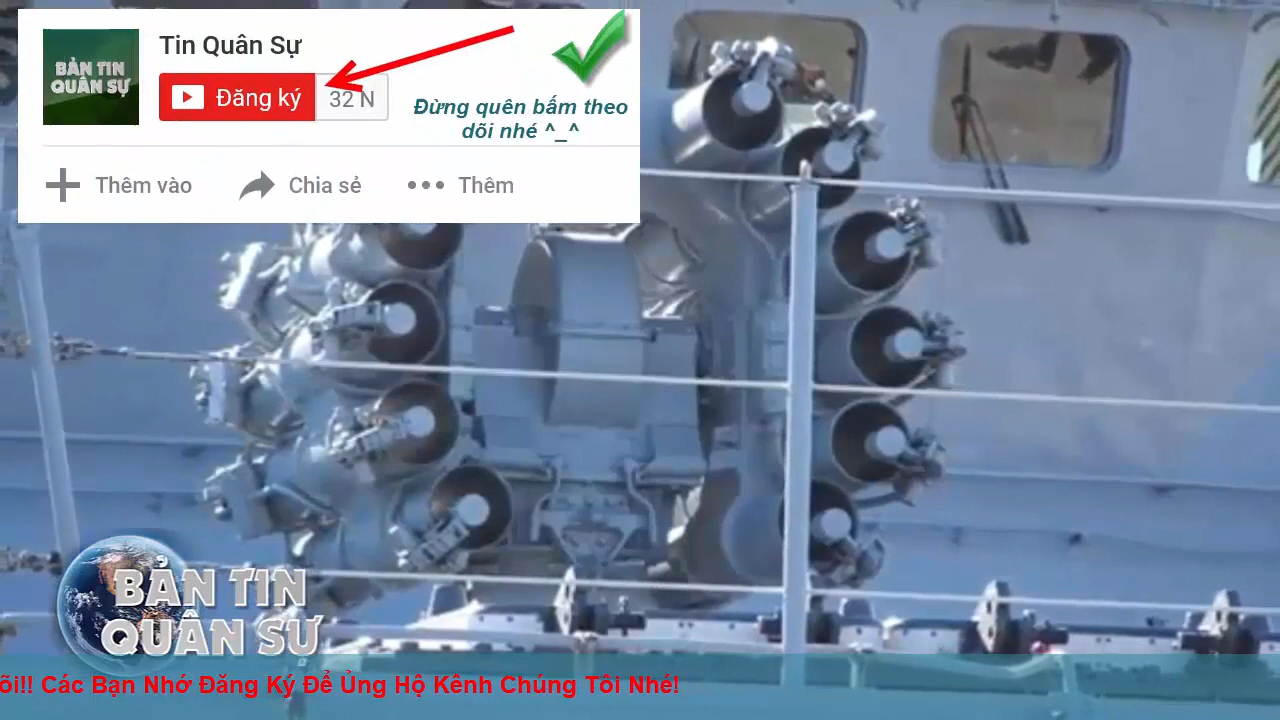 Tin Quân Sự
BẢN TIN
QUÂN SỰ
Đăng ký
32 N
Đừng quên bấm theo
dõi nhé ^_^
Thêm vào
Chia sẻ
Thêm
BẢN TIN
QUÂN SỰ
õi!! Các Bạn Nhớ Đăng Ký Để Ủng Hộ Kênh Chúng Tôi Nhé!